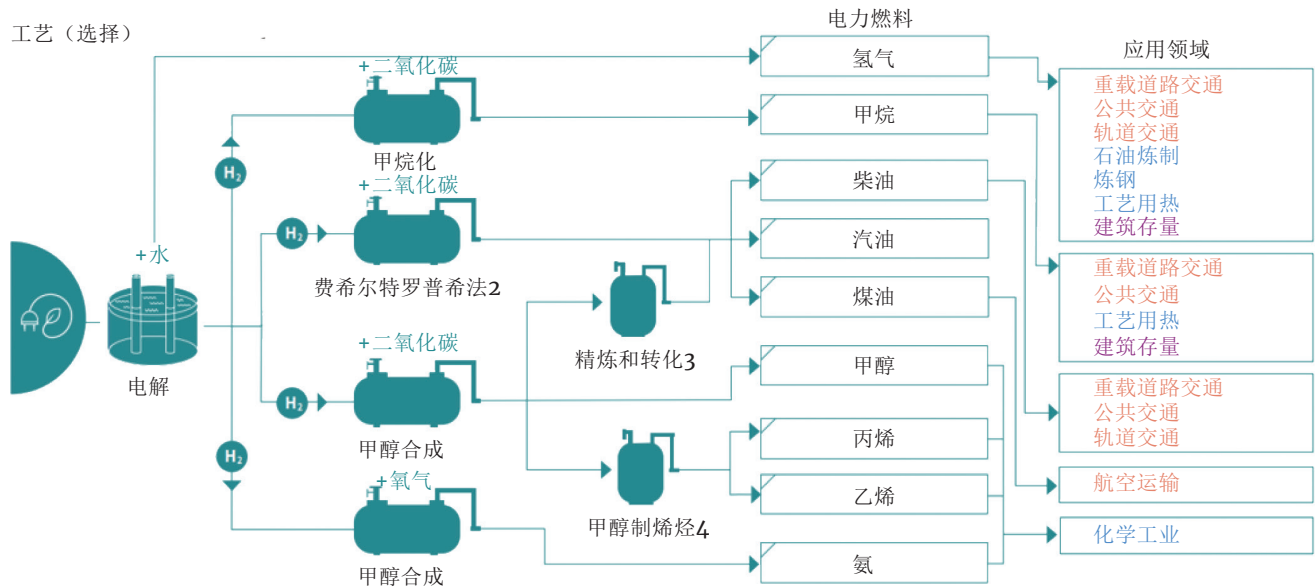 工艺（选择）
电力燃料
应用领域
+二氧化碳
甲烷化
+二氧化碳
费希尔特罗普希法2
+二氧化碳
甲醇合成
+氧气
甲醇合成
H₂
H₂
H₂
H₂
+水
电解
精炼和转化3
甲醇制烯烃4
氢气
甲烷
柴油
汽油
煤油
甲醇
丙烯
乙烯
氨
重载道路交通
公共交通
轨道交通
石油炼制
炼钢
工艺用热
建筑存量
重载道路交通
公共交通
工艺用热
建筑存量
重载道路交通
公共交通
轨道交通
航空运输
化学工业